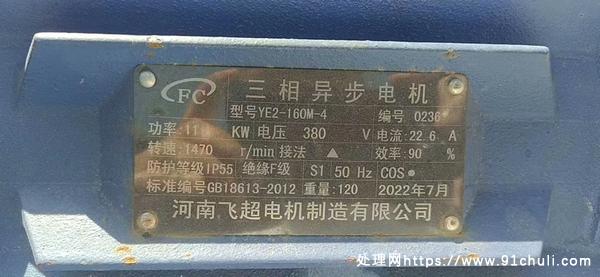 FC 三相异步电机
型号YE2-160M-4 编号 0236
功率:11 KW 电压 380 V 电流:22.6 A
转速:1470 r/min 接法 △ 效率:90 %
防护等级IP55 绝缘F级 S1 50 Hz COS
标准编号GB18613-2012 重量:120 2022年7月
河南飞超电机制造有限公司
处理网https://www.91chuli.com